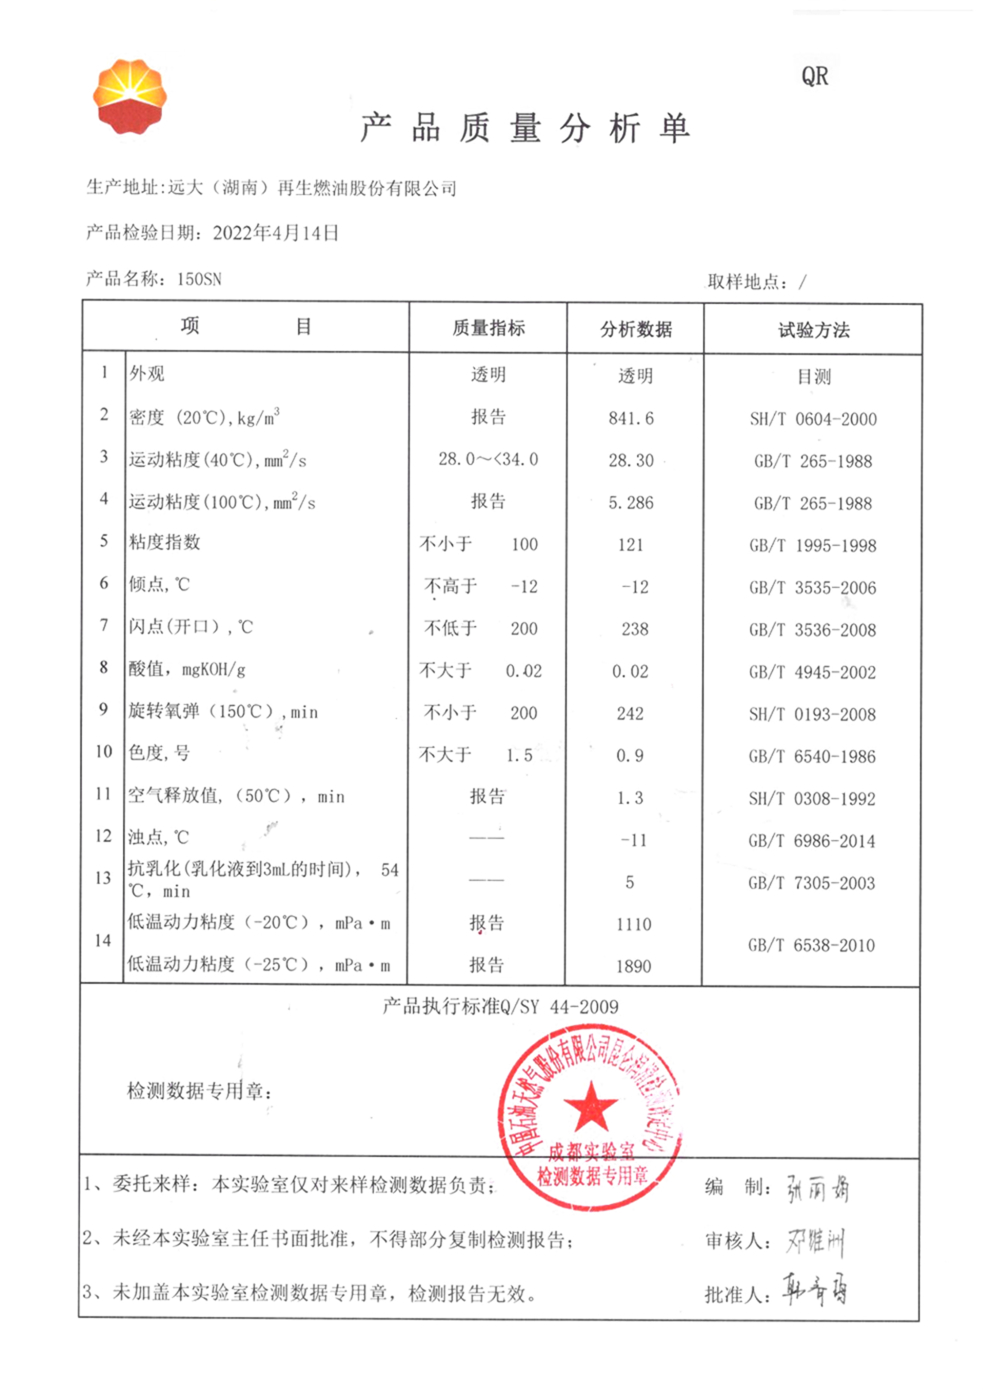 QR
产品质量分析单
生产地址:远大（湖南）再生燃油股份有限公司
产品检验日期：2022年4月14日
产品名称：150SN 取样地点：/
项 目 质量指标 分析数据 试验方法
1 外观 透明 透明 目测
2 密度 (20℃),kg/m³ 报告 841.6 SH/T 0604-2000
3 运动粘度(40℃),mm²/s 28.0～<34.0 28.30 GB/T 265-1988
4 运动粘度(100℃),mm²/s 报告 5.286 GB/T 265-1988
5 粘度指数 不小于 100 121 GB/T 1995-1998
6 倾点,℃ 不高于 -12 -12 GB/T 3535-2006
7 闪点(开口）,℃ 不低于 200 238 GB/T 3536-2008
8 酸值，mgKOH/g 不大于 0.02 0.02 GB/T 4945-2002
9 旋转氧弹（150℃）,min 不小于 200 242 SH/T 0193-2008
10 色度,号 不大于 1.5 0.9 GB/T 6540-1986
11 空气释放值,（50℃），min 报告 1.3 SH/T 0308-1992
12 浊点,℃ —— -11 GB/T 6986-2014
13 抗乳化(乳化液到3mL的时间)， 54
℃，min —— 5 GB/T 7305-2003
14 低温动力粘度（-20℃），mPa•m 报告 1110 GB/T 6538-2010
低温动力粘度（-25℃），mPa•m 报告 1890
产品执行标准Q/SY 44-2009
检测数据专用章：
中国石油天然气股份有限公司昆仑润滑检测评定中心
成都实验室
检测数据专用章
1、委托来样：本实验室仅对来样检测数据负责； 编 制：张丽娟
2、未经本实验室主任书面批准，不得部分复制检测报告； 审核人：邓维洲
3、未加盖本实验室检测数据专用章，检测报告无效。 批准人：